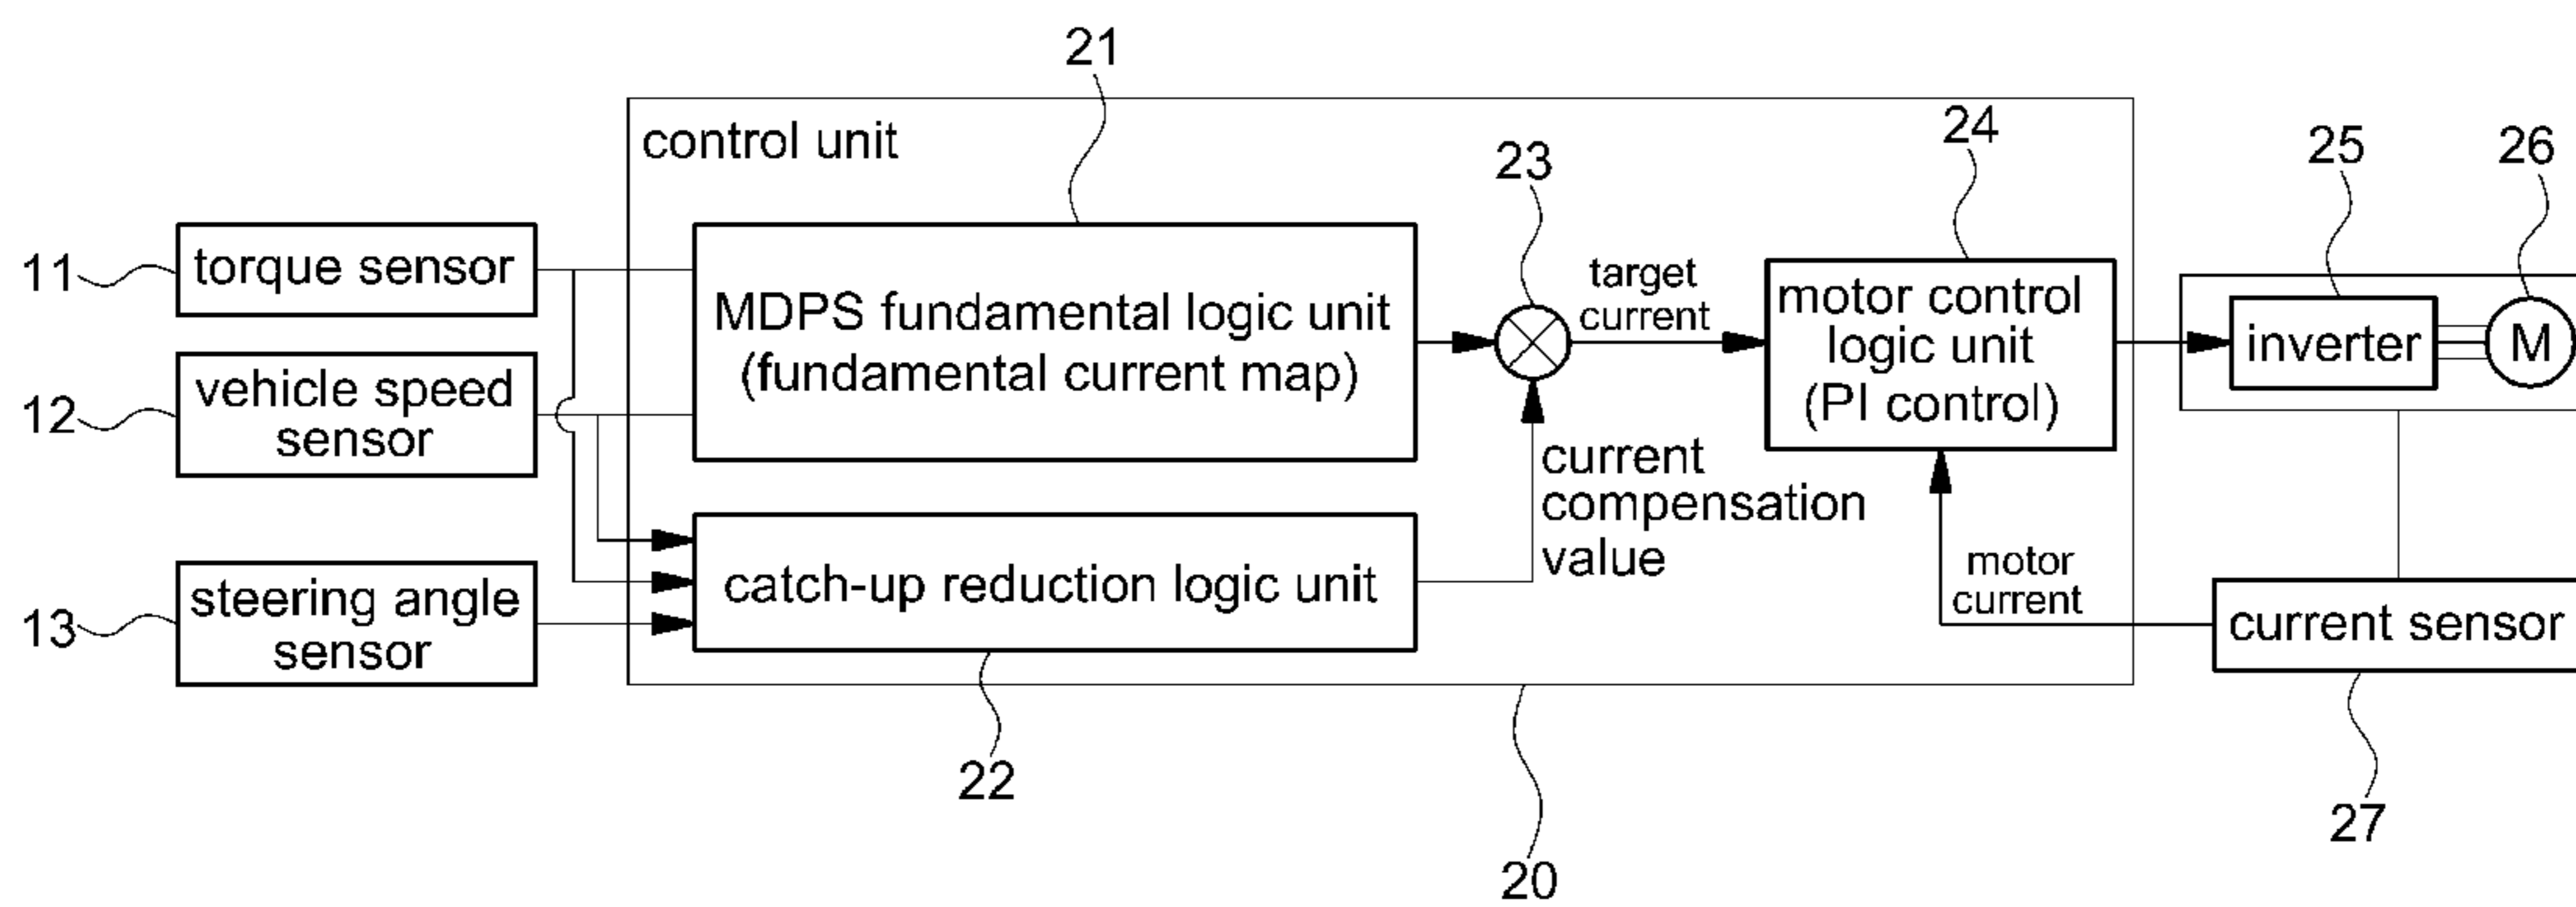 21
control unit
23
24
25
26
11
torque sensor
MDPS fundamental logic unit
(fundamental current map)
target
current
motor control
logic unit
(PI control)
inverter
M
12
vehicle speed
sensor
current
compensation
value
13
steering angle
sensor
catch-up reduction logic unit
motor
current
current sensor
22
20
27